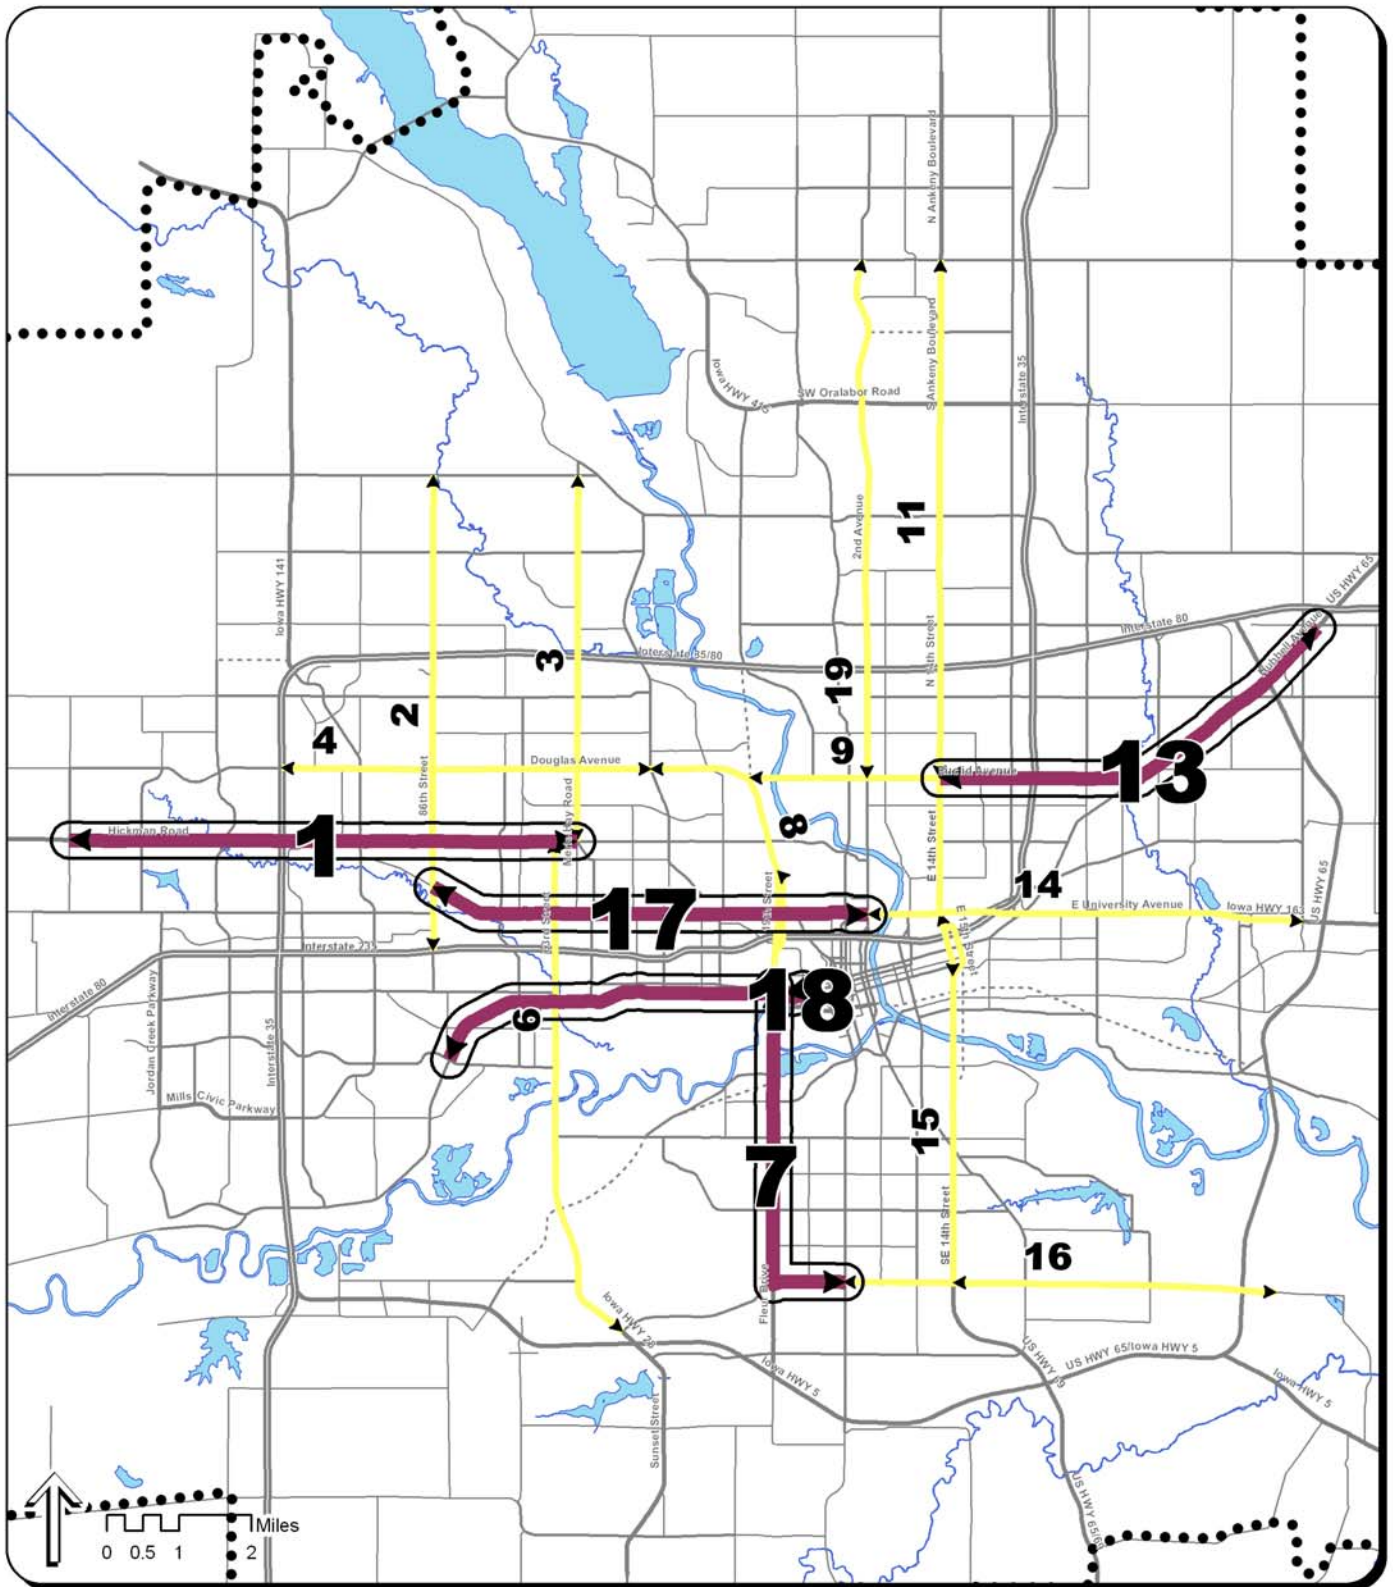 N Ankeny Boulevard
S Ankeny Boulevard
Interstate 35
Iowa HWY 415
SW Oralabor Road
11
2nd Avenue
Iowa HWY 141
US HWY 65
Interstate 80
Hubbell Avenue
Interstate 35/80
3
19
2
4
Douglas Avenue
9
Euclid Avenue
13
86th Street
Merle Hay Road
8
Hickman Road
1
E 14th Street
14
E University Avenue
Iowa HWY 163
US HWY 65
17
Interstate 235
Interstate 80
Jordan Creek Parkway
Interstate 35
18
6
Mills Civic Parkway
15
7
SE 14th Street
16
Fleur Drive
Iowa HWY 28
Iowa HWY 5
US HWY 69
US HWY 65/Iowa HWY 5
Iowa HWY 5
Sunset Street
US HWY 65/69
Miles
0 0.5 1 2